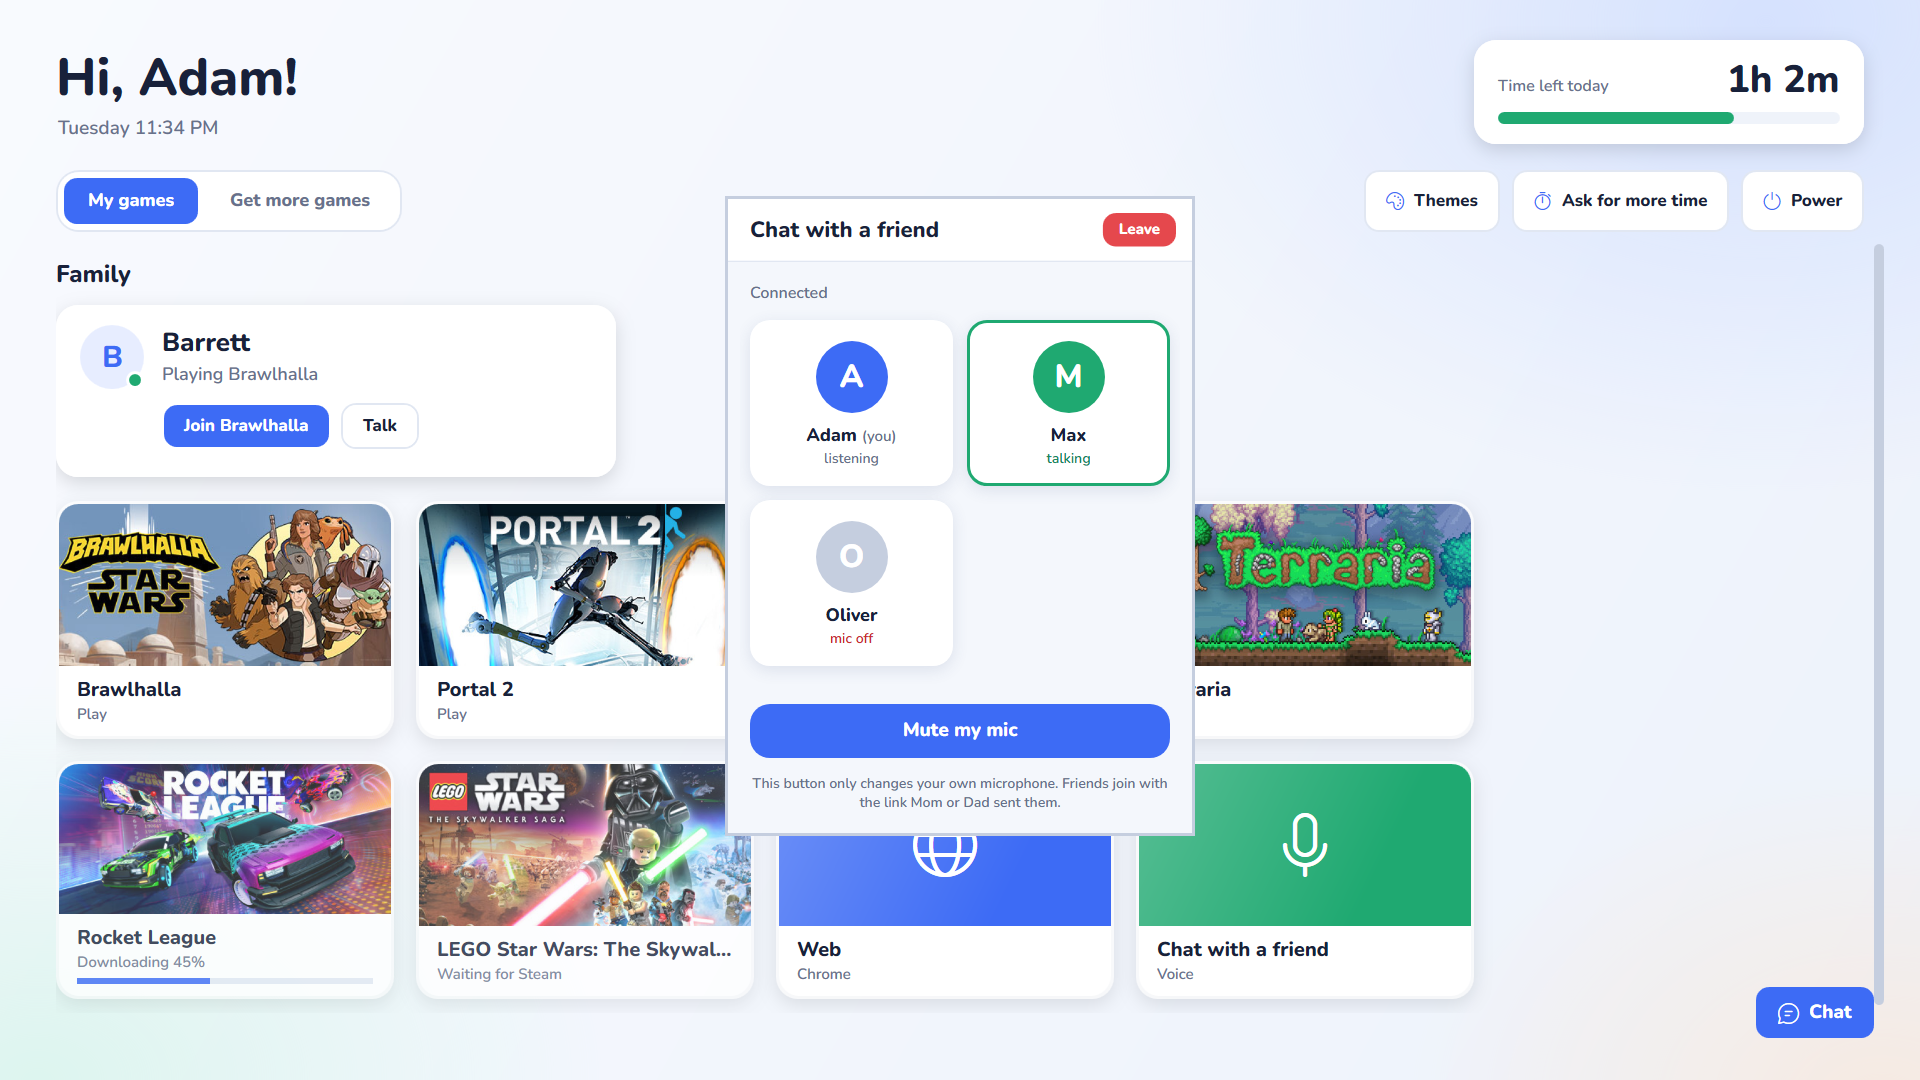 Hi, Adam!
Tuesday 11:34 PM
Time left today
1h 2m
My games
Get more games
Themes
Ask for more time
Power
Family
B
Barrett
Playing Brawlhalla
Join Brawlhalla
Talk
Chat with a friend
Leave
Connected
A
Adam (you)
listening
M
Max
talking
O
Oliver
mic off
Mute my mic
This button only changes your own microphone. Friends join with
the link Mom or Dad sent them.
BRAWLHALLA
STAR
WARS
Brawlhalla
Play
PORTAL 2
Portal 2
Play
Terraria
raria
ROCKET
LEAGUE
Rocket League
Downloading 45%
LEGO
STAR
WARS
THE SKYWALKER SAGA
LEGO Star Wars: The Skywal...
Waiting for Steam
Web
Chrome
Chat with a friend
Voice
Chat